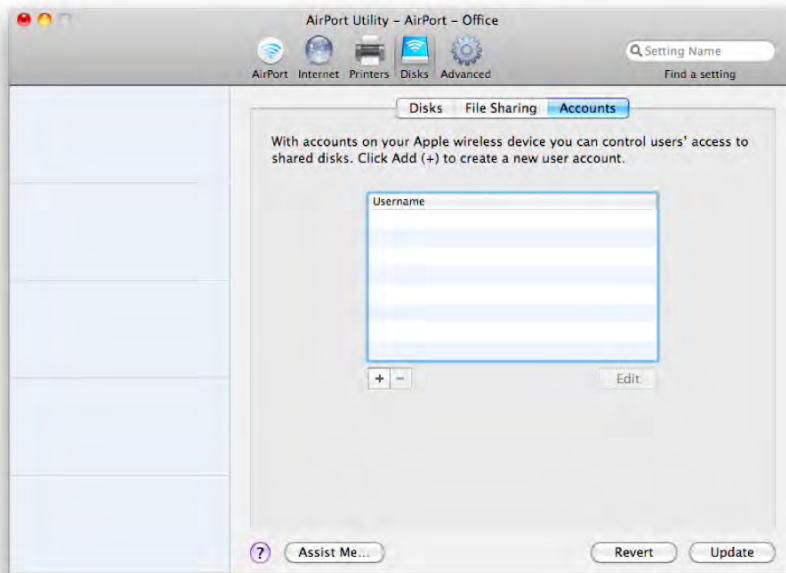 AirPort Utility – AirPort – Office
Setting Name
AirPort Internet Printers Disks Advanced
Find a setting
Disks File Sharing Accounts
With accounts on your Apple wireless device you can control users' access to
shared disks. Click Add (+) to create a new user account.
Username
+ −
Edit
? Assist Me... Revert Update